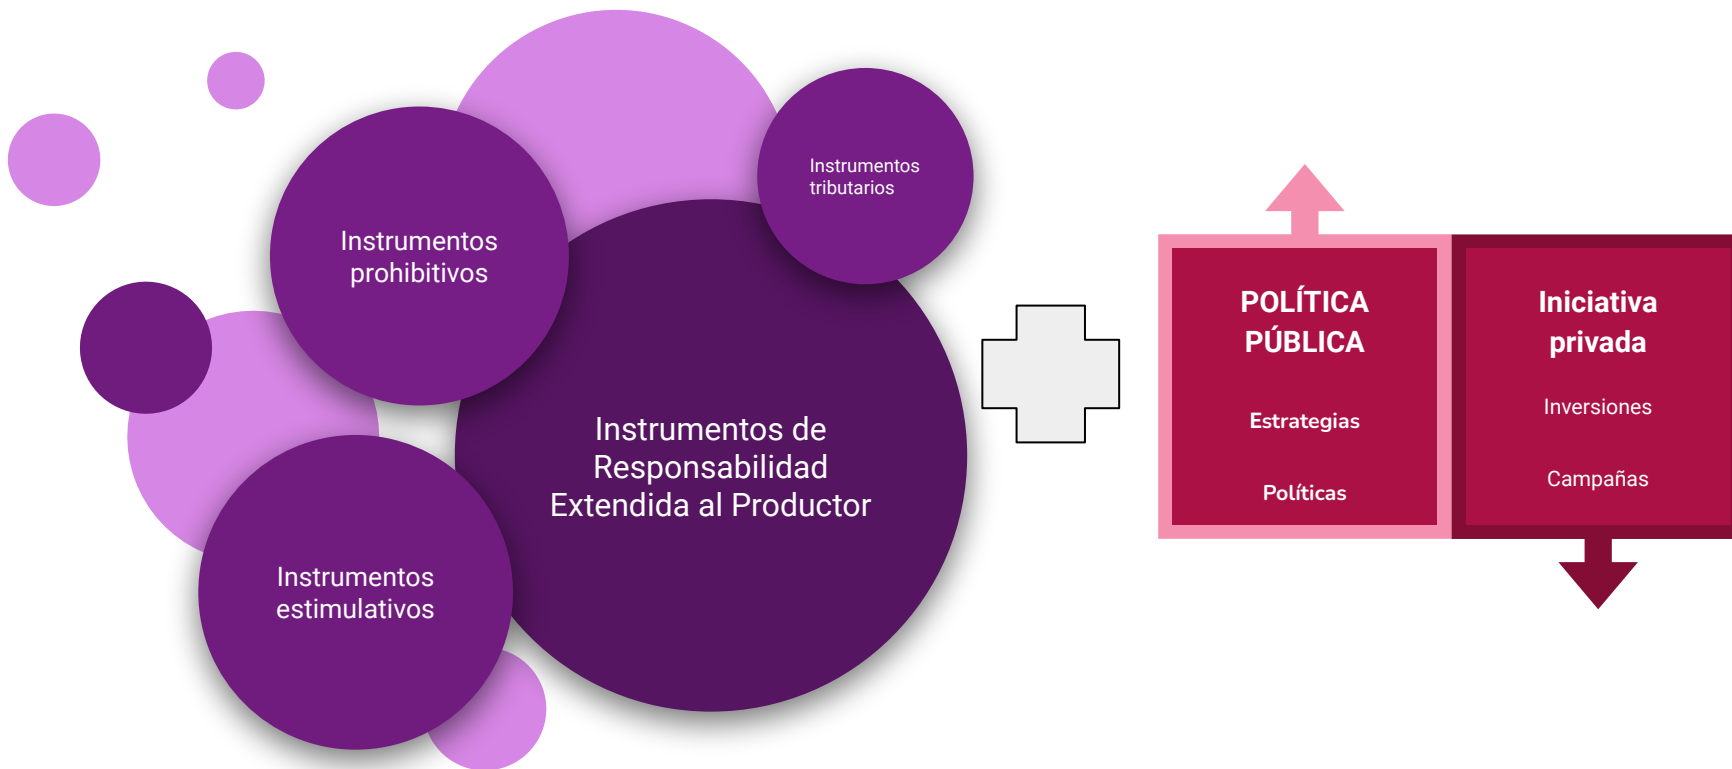 Instrumentos
tributarios
Instrumentos
prohibitivos
Instrumentos de
Responsabilidad
Extendida al Productor
Instrumentos
estimulativos
POLÍTICA
PÚBLICA
Estrategias
Políticas
Iniciativa
privada
Inversiones
Campañas